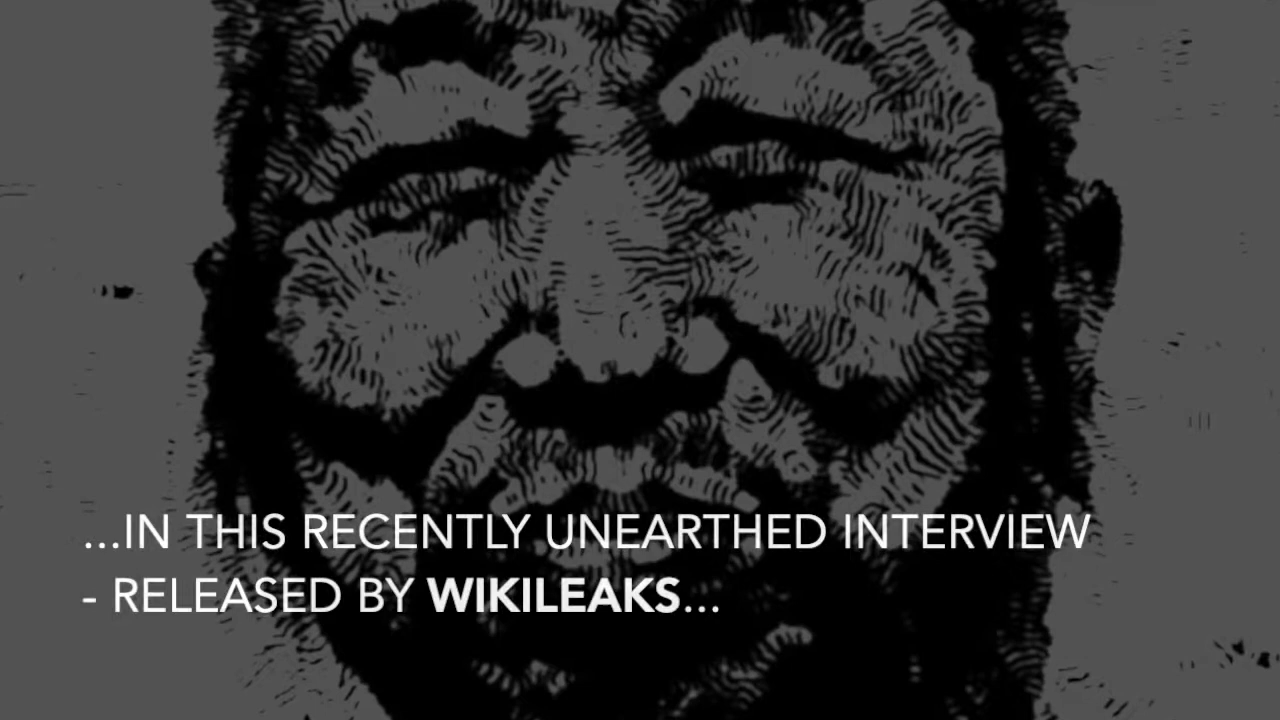 ...IN THIS RECENTLY UNEARTHED INTERVIEW
- RELEASED BY WIKILEAKS...